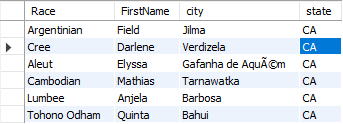 Race FirstName city state
Argentinian Field Jilma CA
Cree Darlene Verdizela CA
Aleut Elyssa Gafanha de AquÃ©m CA
Cambodian Mathias Tarnawatka CA
Lumbee Anjela Barbosa CA
Tohono Odham Quinta Bahui CA